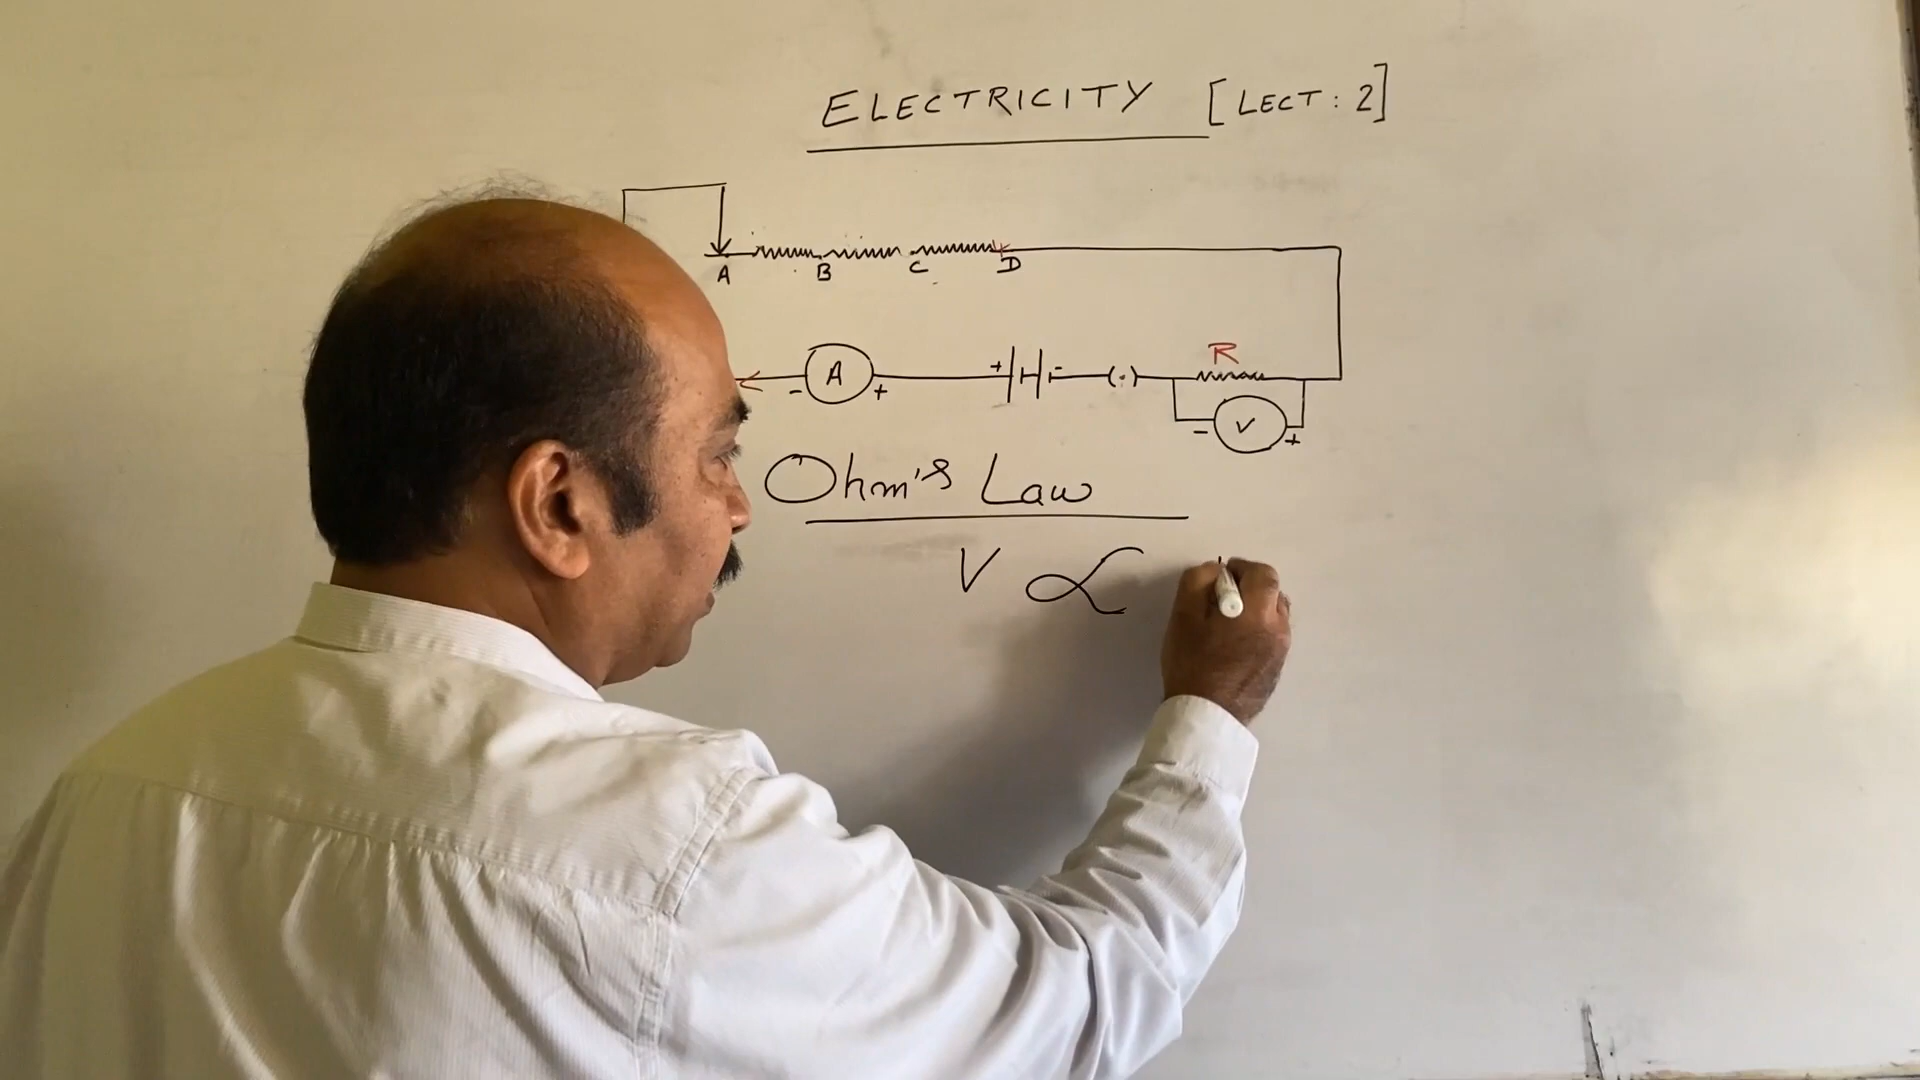 ELECTRICITY [LECT: 2]
A B C D
R
- A + + - (.)
- V +
Ohm's Law
V ∝